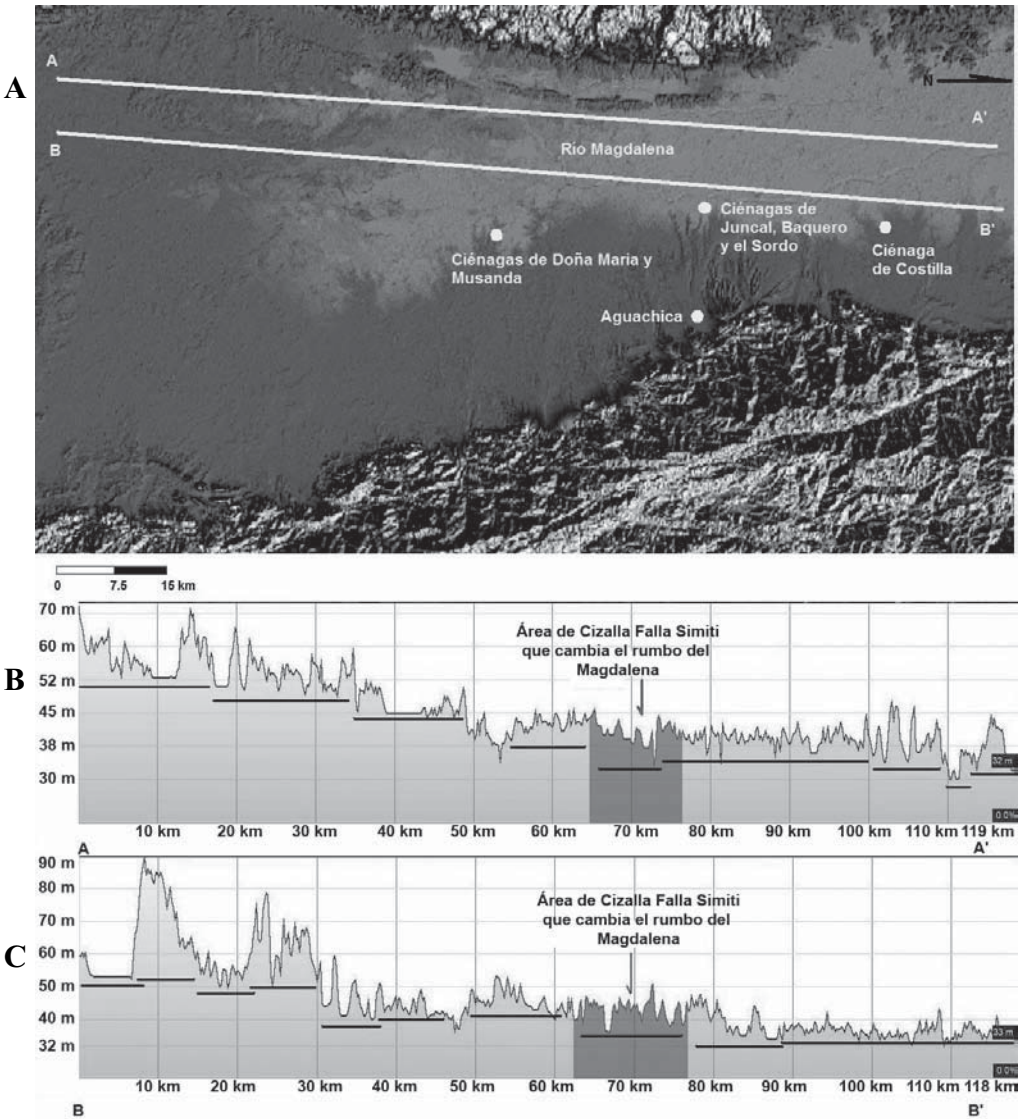 A
A
N
A'
B
Río Magdalena
Ciénagas de
Juncal, Baquero
y el Sordo
B'
Ciénaga
de Costilla
Ciénagas de Doña Maria y
Musanda
Aguachica
0 7.5 15 km
B
70 m
60 m
52 m
45 m
38 m
30 m
Área de Cizalla Falla Simiti
que cambia el rumbo del
Magdalena
32 m
0.0%
10 km 20 km 30 km 40 km 50 km 60 km 70 km 80 km 90 km 100 km 110 km 119 km
A A'
C
90 m
80 m
70 m
60 m
50 m
40 m
32 m
Área de Cizalla Falla Simiti
que cambia el rumbo del
Magdalena
33 m
0.0%
10 km 20 km 30 km 40 km 50 km 60 km 70 km 80 km 90 km 100 km 110 km 118 km
B B'